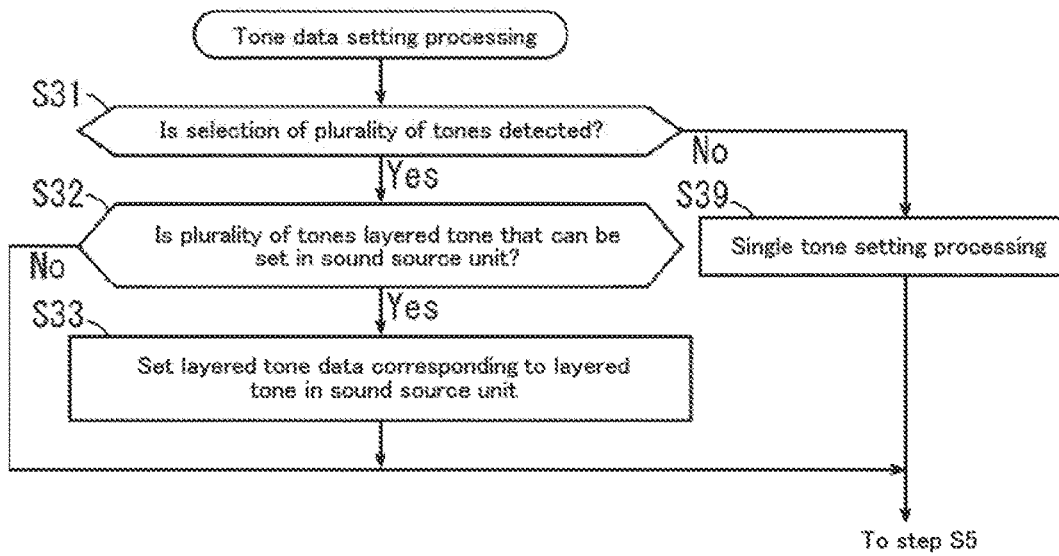 Tone data setting processing
S31
Is selection of plurality of tones detected?
No
Yes
S32
Is plurality of tones layered tone that can be
set in sound source unit?
S39
Single tone setting processing
No
Yes
S33
Set layered tone data corresponding to layered
tone in sound source unit
To step S5